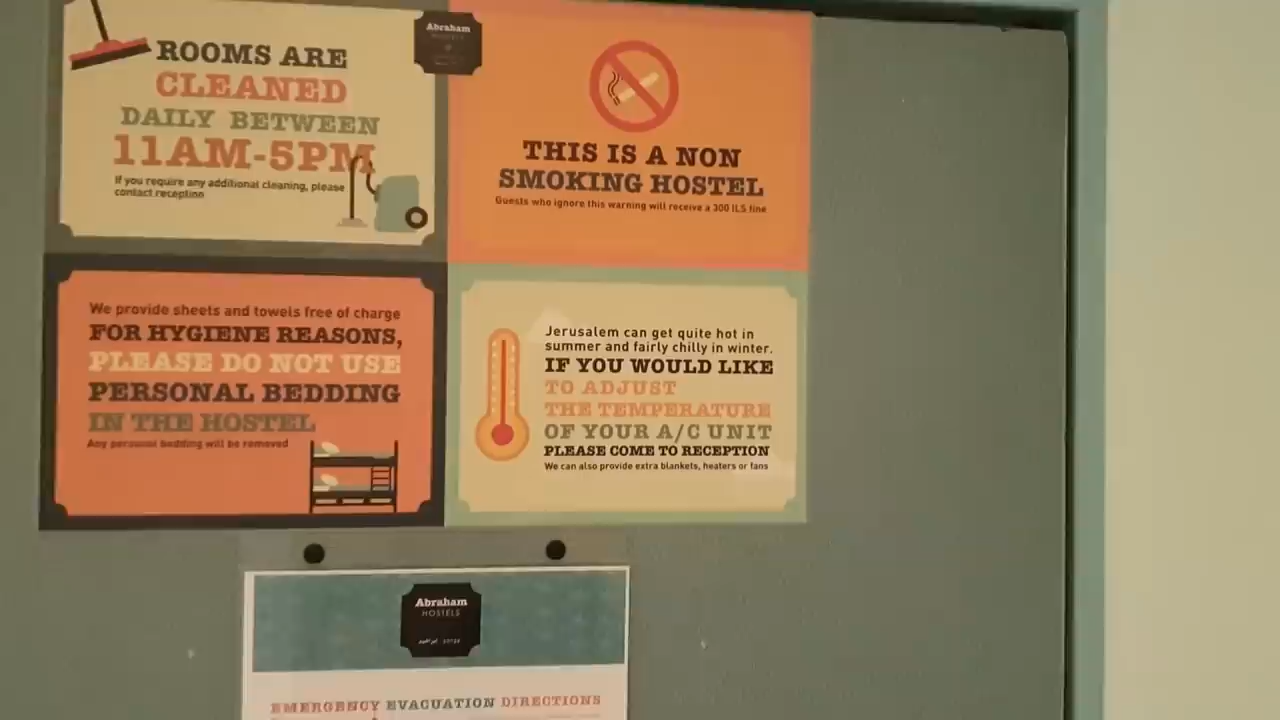 Abraham
HOSTELS
ROOMS ARE
CLEANED
DAILY BETWEEN
11AM-5PM
If you require any additional cleaning, please
contact reception
THIS IS A NON
SMOKING HOSTEL
Guests who ignore this warning will receive a 300 ILS fine
We provide sheets and towels free of charge
FOR HYGIENE REASONS,
PLEASE DO NOT USE
PERSONAL BEDDING
IN THE HOSTEL
Any personal bedding will be removed
Jerusalem can get quite hot in
summer and fairly chilly in winter.
IF YOU WOULD LIKE
TO ADJUST
THE TEMPERATURE
OF YOUR A/C UNIT
PLEASE COME TO RECEPTION
We can also provide extra blankets, heaters or fans
Abraham
HOSTELS
EMERGENCY EVACUATION DIRECTIONS